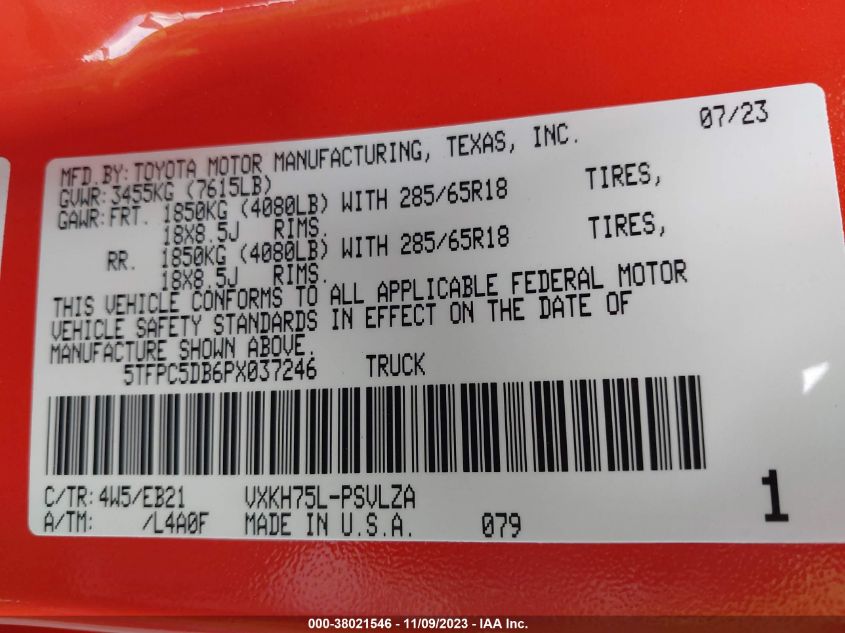 07/23
MFD.BY:TOYOTA MOTOR MANUFACTURING, TEXAS, INC.
GVWR:3455KG (7615LB)
GAWR:FRT. 1850KG (4080LB) WITH 285/65R18 TIRES,
18X8.5J RIMS.
RR. 1850KG (4080LB) WITH 285/65R18 TIRES,
18X8.5J RIMS.
THIS VEHICLE CONFORMS TO ALL APPLICABLE FEDERAL MOTOR
VEHICLE SAFETY STANDARDS IN EFFECT ON THE DATE OF
MANUFACTURE SHOWN ABOVE.
5TFPC5DB6PX037246 TRUCK
C/TR:4W5/EB21 VXKH75L-PSVLZA
A/TM: /L4A0F MADE IN U.S.A. 079
1
000-38021546 — 11/09/2023 — IAA Inc.